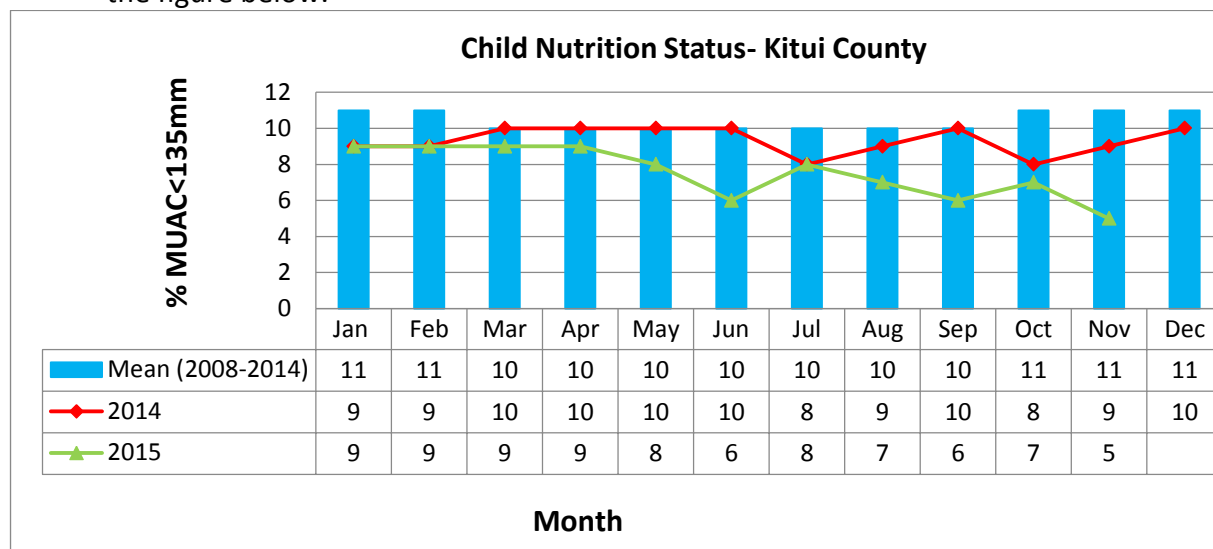 the figure below.
Child Nutrition Status- Kitui County
% MUAC<135mm
12
10
8
6
4
2
0
Jan Feb Mar Apr May Jun Jul Aug Sep Oct Nov Dec
Mean (2008-2014) 11 11 10 10 10 10 10 10 10 11 11 11
2014 9 9 10 10 10 10 8 9 10 8 9 10
2015 9 9 9 9 8 6 8 7 6 7 5
Month